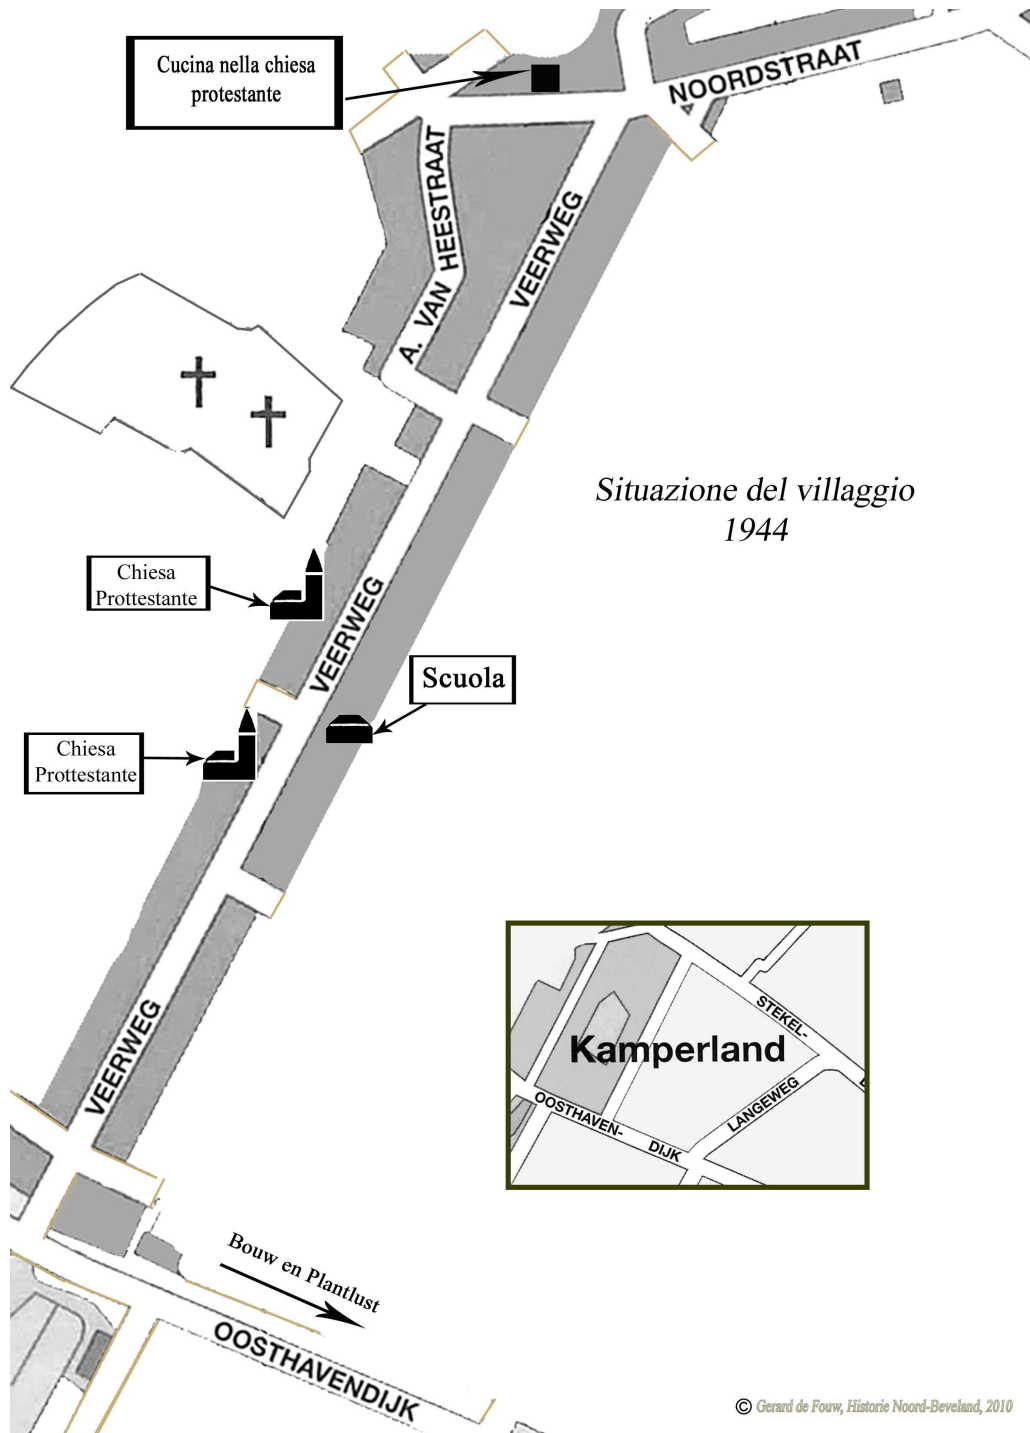 Cucina nella chiesa
protestante
NOORDSTRAAT
A. VAN HEESTRAAT
VEERWEG
Situazione del villaggio
1944
Chiesa
Prottestante
VEERWEG
Scuola
Chiesa
Prottestante
VEERWEG
Kamperland
STEKEL-
LANGEWEG
OOSTHAVEN-
DIJK
Bouw en Plantlust
OOSTHAVENDIJK
© Gerard de Fouw, Historie Noord-Beveland, 2010